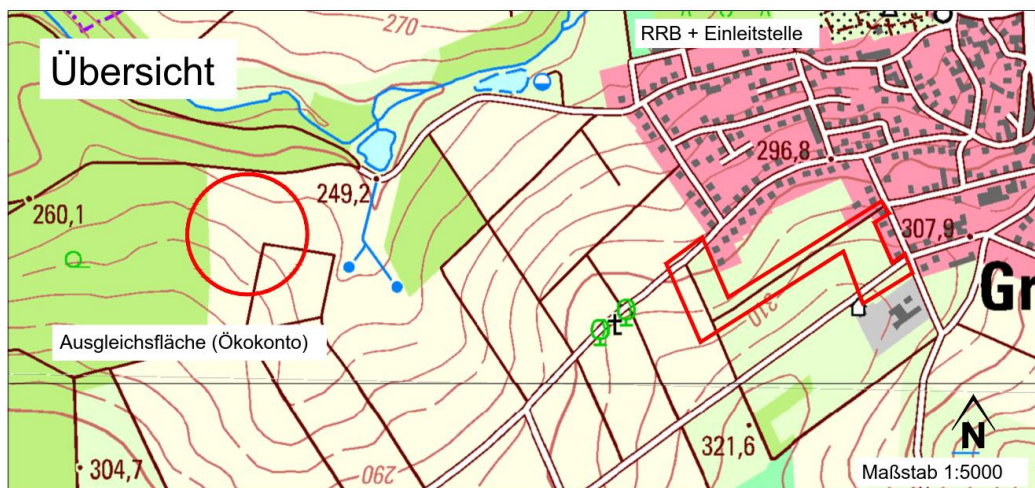 270
RRB + Einleitstelle
Übersicht
296,8
249,2
260,1
307,9
Gr
310
Ausgleichsfläche (Ökokonto)
321,6
N
304,7
290
Maßstab 1:5000